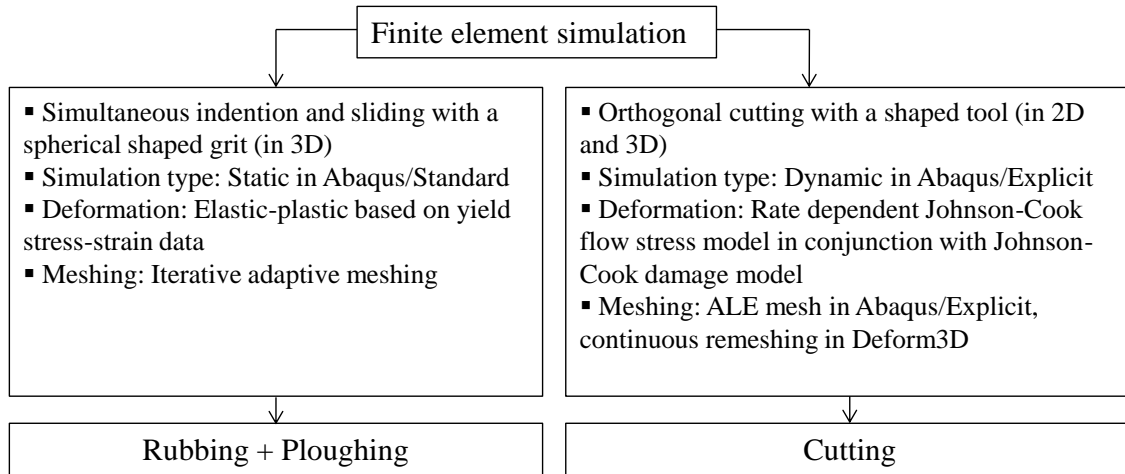 Finite element simulation
▪ Simultaneous indention and sliding with a
spherical shaped grit (in 3D)
▪ Simulation type: Static in Abaqus/Standard
▪ Deformation: Elastic-plastic based on yield
stress-strain data
▪ Meshing: Iterative adaptive meshing
▪ Orthogonal cutting with a shaped tool (in 2D
and 3D)
▪ Simulation type: Dynamic in Abaqus/Explicit
▪ Deformation: Rate dependent Johnson-Cook
flow stress model in conjunction with Johnson-
Cook damage model
▪ Meshing: ALE mesh in Abaqus/Explicit,
continuous remeshing in Deform3D
Rubbing + Ploughing
Cutting